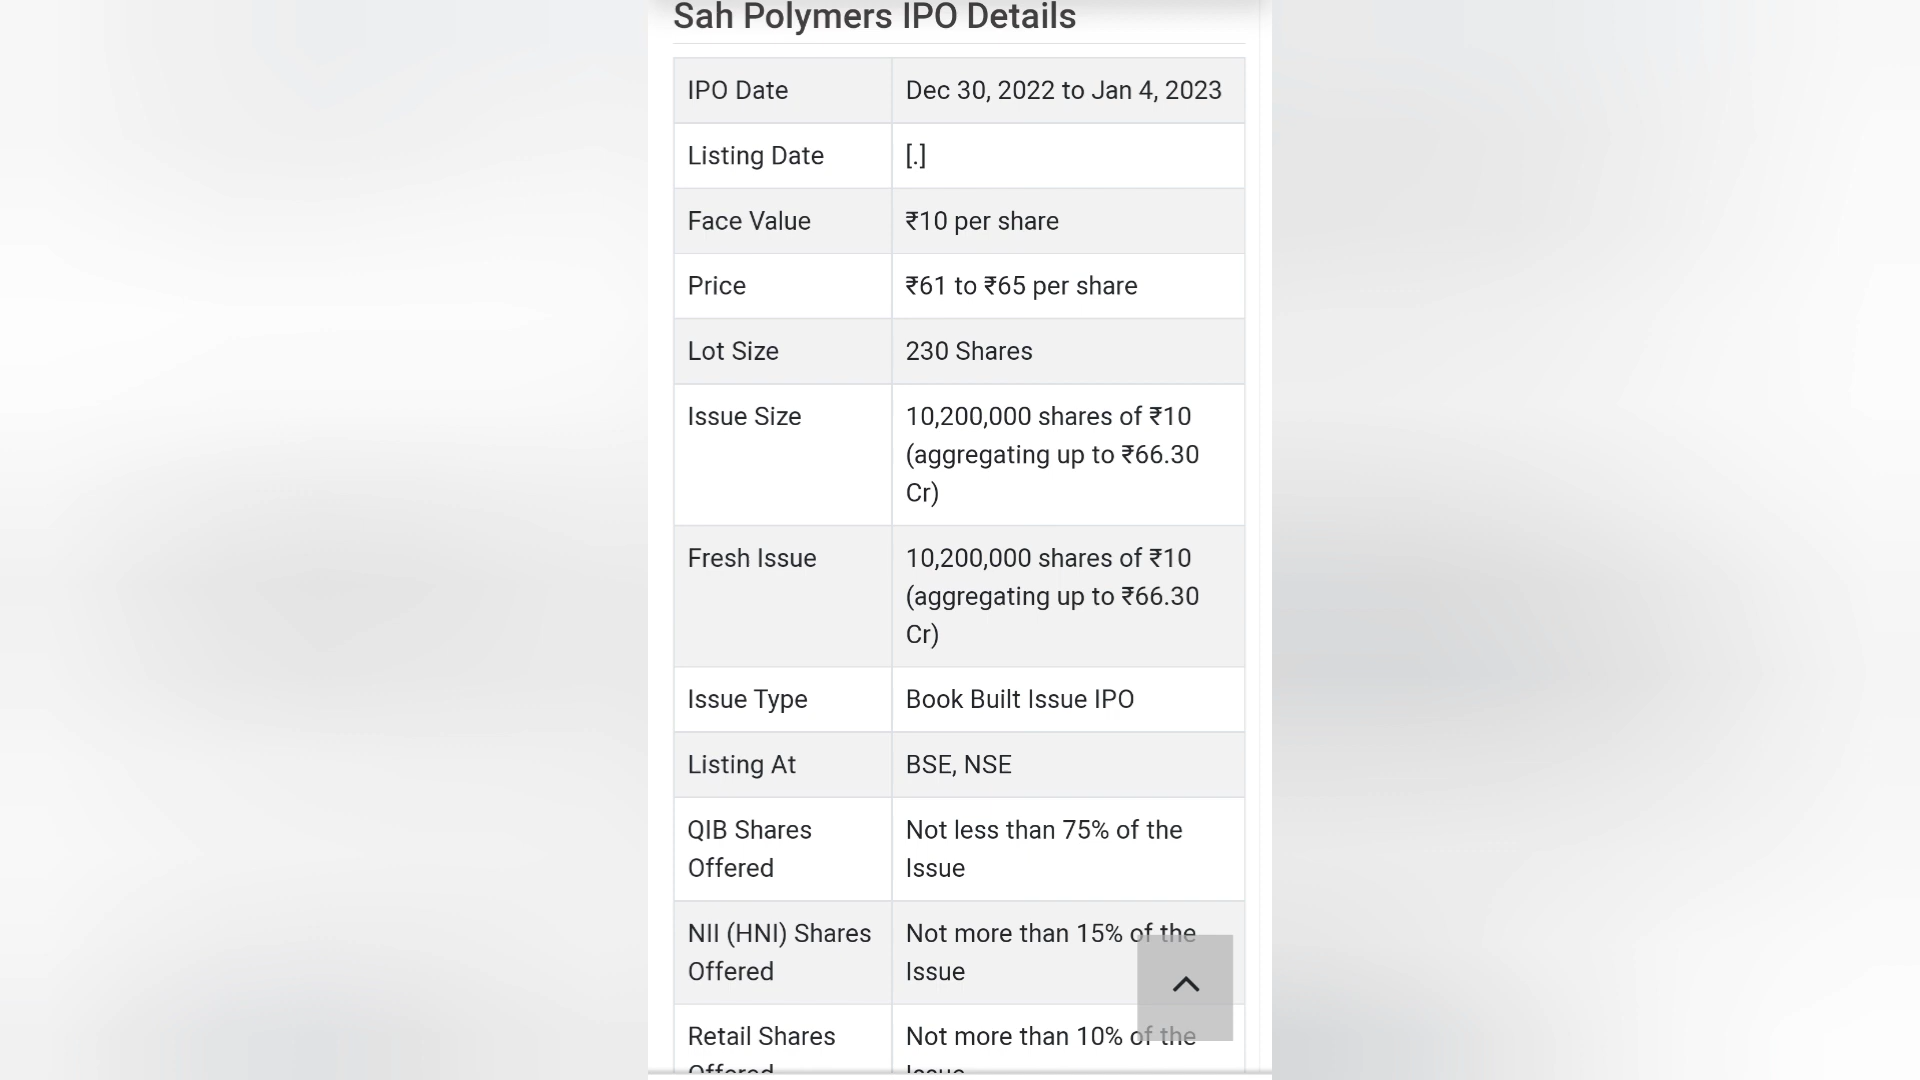 Sah Polymers IPO Details
IPO Date
Dec 30, 2022 to Jan 4, 2023
Listing Date
[.]
Face Value
₹10 per share
Price
₹61 to ₹65 per share
Lot Size
230 Shares
Issue Size
10,200,000 shares of ₹10
(aggregating up to ₹66.30
Cr)
Fresh Issue
10,200,000 shares of ₹10
(aggregating up to ₹66.30
Cr)
Issue Type
Book Built Issue IPO
Listing At
BSE, NSE
QIB Shares
Offered
Not less than 75% of the
Issue
NII (HNI) Shares
Offered
Not more than 15% of the
Issue
Retail Shares
Offered
Not more than 10% of the
Issue